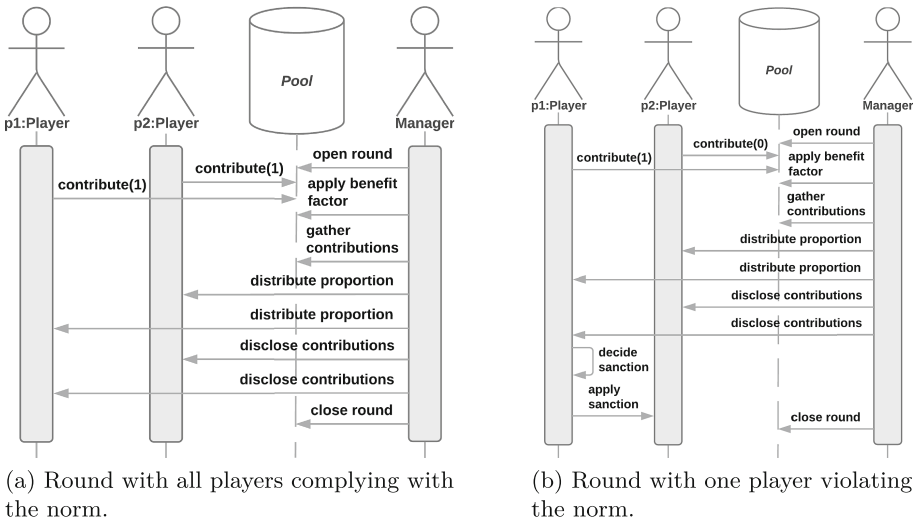 Pool
p1:Player
p2:Player
Manager
open round
contribute(1)
contribute(1)
apply benefit
factor
gather
contributions
distribute proportion
distribute proportion
disclose contributions
disclose contributions
close round
(a) Round with all players complying with
the norm.
Pool
p1:Player
p2:Player
Manager
open round
contribute(0)
contribute(1)
apply benefit
factor
gather
contributions
distribute proportion
distribute proportion
disclose contributions
disclose contributions
decide
sanction
apply
sanction
close round
(b) Round with one player violating
the norm.